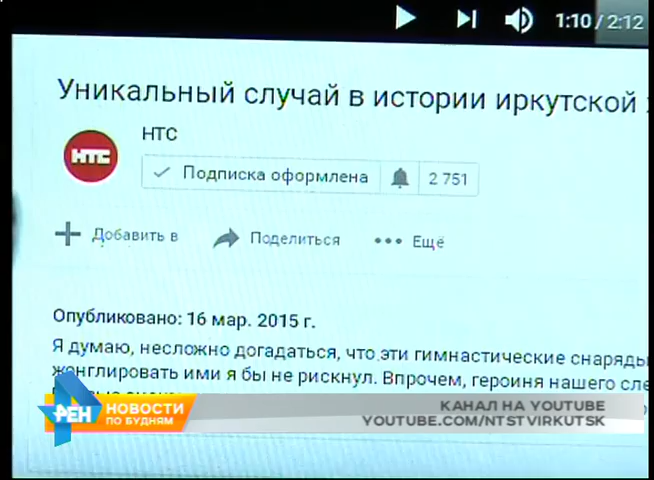 1:10 / 2:12
Уникальный случай в истории иркутской
НТС
НТС
Подписка оформлена
2 751
Добавить в
Поделиться
Ещё
Опубликовано: 16 мар. 2015 г.
Я думаю, несложно догадаться, что эти гимнастические снаряды
жонглировать ими я бы не рискнул. Впрочем, героиня нашего
РЕН
НОВОСТИ
ПО БУДНЯМ
КАНАЛ НА YOUTUBE
YOUTUBE.COM/NTSTVIRKUTSK